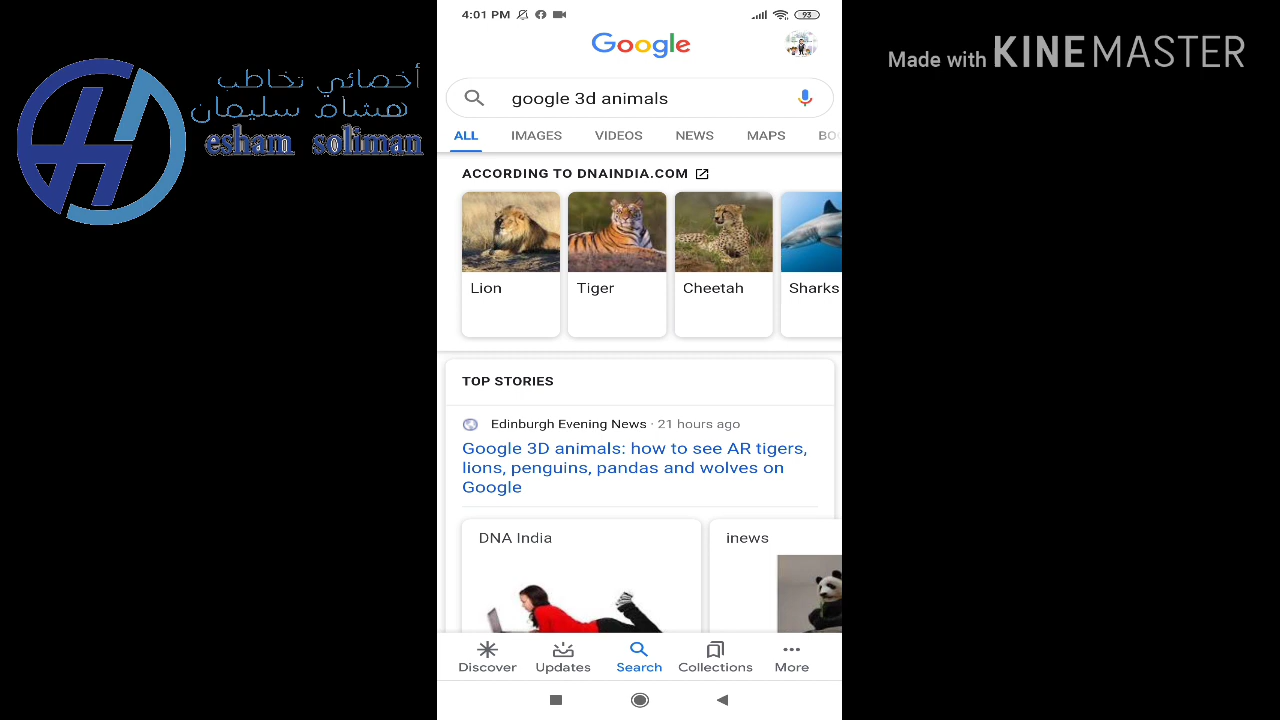 أخصائي تخاطب
هشام سليمان
esham soliman
Made with KINEMASTER
4:01 PM
93
Google
google 3d animals
ALL IMAGES VIDEOS NEWS MAPS BO
ACCORDING TO DNAINDIA.COM
Lion Tiger Cheetah Sharks
TOP STORIES
Edinburgh Evening News · 21 hours ago
Google 3D animals: how to see AR tigers,
lions, penguins, pandas and wolves on
Google
DNA India inews
Discover Updates Search Collections More